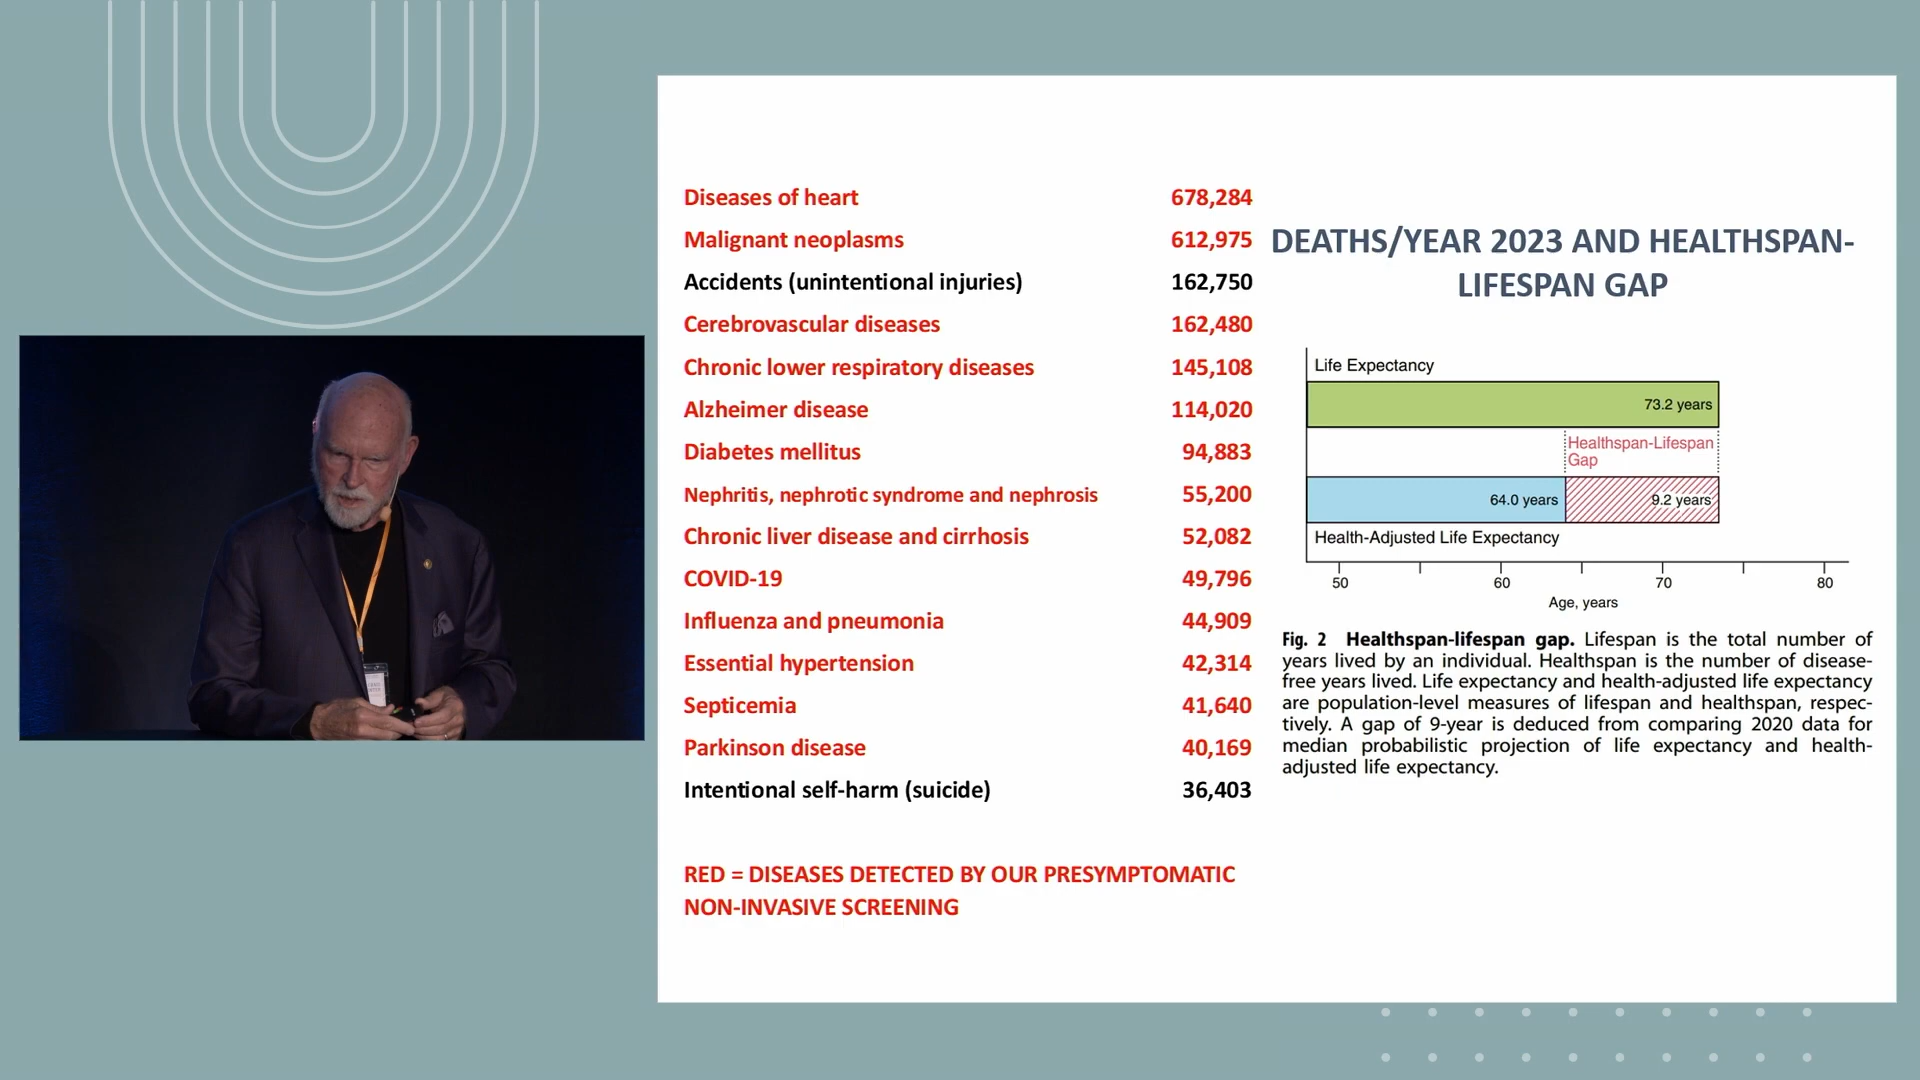 Diseases of heart 678,284
Malignant neoplasms 612,975
Accidents (unintentional injuries) 162,750
Cerebrovascular diseases 162,480
Chronic lower respiratory diseases 145,108
Alzheimer disease 114,020
Diabetes mellitus 94,883
Nephritis, nephrotic syndrome and nephrosis 55,200
Chronic liver disease and cirrhosis 52,082
COVID-19 49,796
Influenza and pneumonia 44,909
Essential hypertension 42,314
Septicemia 41,640
Parkinson disease 40,169
Intentional self-harm (suicide) 36,403
RED = DISEASES DETECTED BY OUR PRESYMPTOMATIC
NON-INVASIVE SCREENING
DEATHS/YEAR 2023 AND HEALTHSPAN-
LIFESPAN GAP
Life Expectancy
73.2 years
Healthspan-Lifespan
Gap
64.0 years
9.2 years
Health-Adjusted Life Expectancy
50 60 70 80
Age, years
Fig. 2 Healthspan-lifespan gap. Lifespan is the total number of
years lived by an individual. Healthspan is the number of disease-
free years lived. Life expectancy and health-adjusted life expectancy
are population-level measures of lifespan and healthspan, respec-
tively. A gap of 9-year is deduced from comparing 2020 data for
median probabilistic projection of life expectancy and health-
adjusted life expectancy.